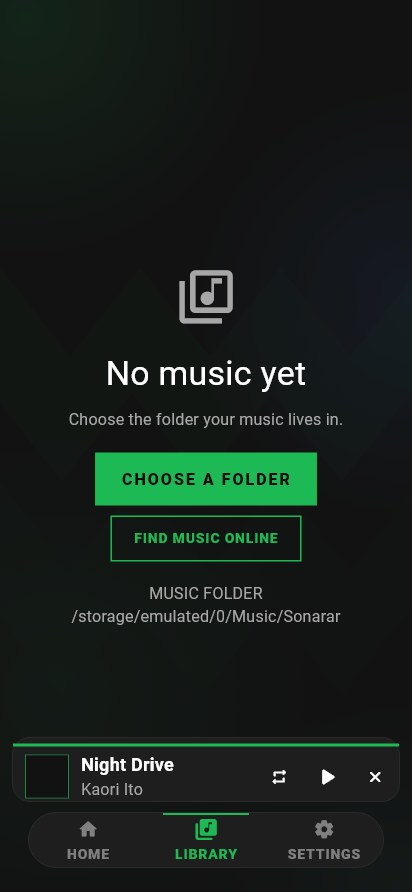 No music yet
Choose the folder your music lives in.
CHOOSE A FOLDER
FIND MUSIC ONLINE
MUSIC FOLDER
/storage/emulated/0/Music/Sonarar
Night Drive
Kaori Ito
HOME
LIBRARY
SETTINGS